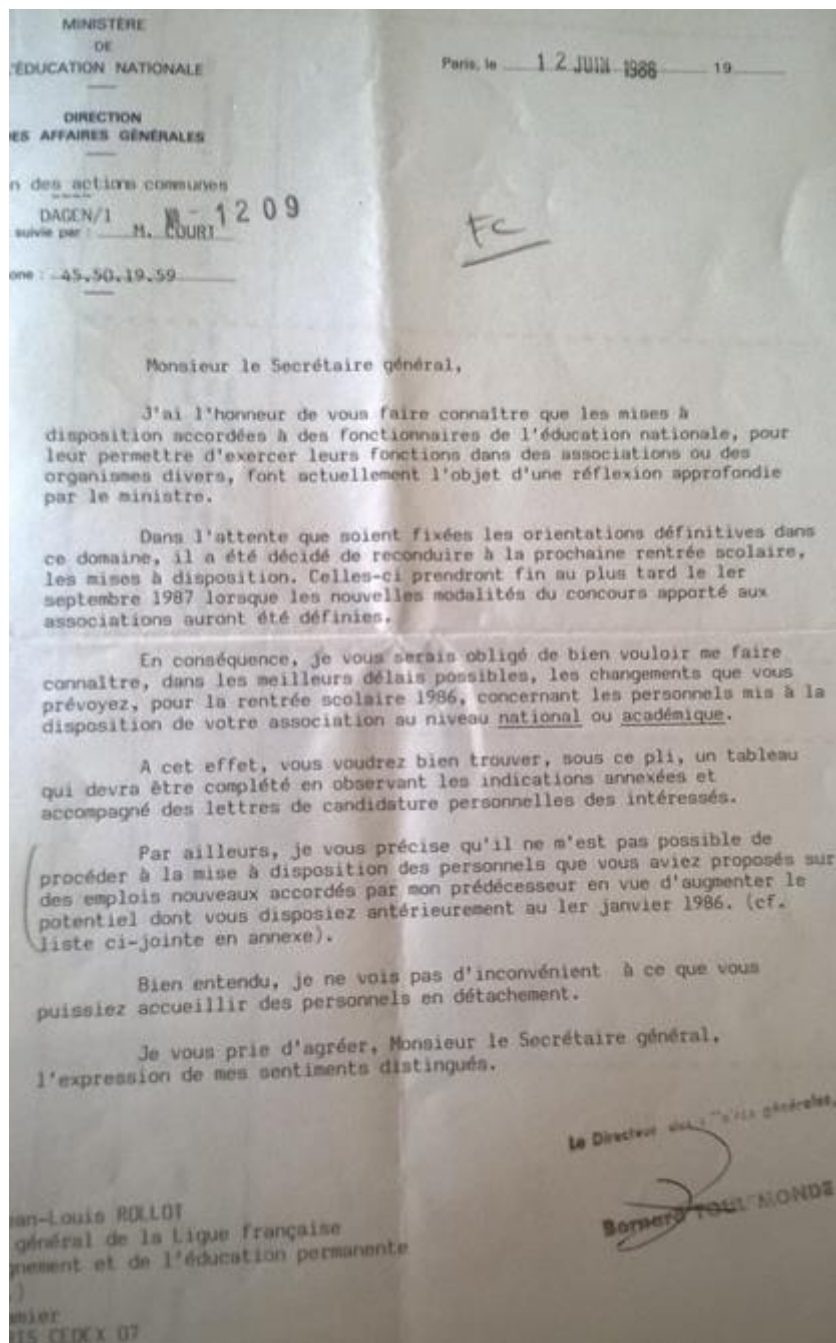 MINISTÈRE
DE
'ÉDUCATION NATIONALE
Paris, le 12 JUIN 1986 19
DIRECTION
ES AFFAIRES GÉNÉRALES
n des actions communes
DAGEN/1 N - 1209
suivie par : M. COURT
one : 45.50.19.59
FC
Monsieur le Secrétaire général,
J'ai l'honneur de vous faire connaître que les mises à
disposition accordées à des fonctionnaires de l'éducation nationale, pour
leur permettre d'exercer leurs fonctions dans des associations ou des
organismes divers, font actuellement l'objet d'une réflexion approfondie
par le ministre.
Dans l'attente que soient fixées les orientations définitives dans
ce domaine, il a été décidé de reconduire à la prochaine rentrée scolaire,
les mises à disposition. Celles-ci prendront fin au plus tard le 1er
septembre 1987 lorsque les nouvelles modalités du concours apporté aux
associations auront été définies.
En conséquence, je vous serais obligé de bien vouloir me faire
connaître, dans les meilleurs délais possibles, les changements que vous
prévoyez, pour la rentrée scolaire 1986, concernant les personnels mis à la
disposition de votre association au niveau national ou académique.
A cet effet, vous voudrez bien trouver, sous ce pli, un tableau
qui devra être complété en observant les indications annexées et
accompagné des lettres de candidature personnelles des intéressés.
Par ailleurs, je vous précise qu'il ne m'est pas possible de
procéder à la mise à disposition des personnels que vous aviez proposés sur
des emplois nouveaux accordés par mon prédécesseur en vue d'augmenter le
potentiel dont vous disposiez antérieurement au 1er janvier 1986. (cf.
liste ci-jointe en annexe).
Bien entendu, je ne vois pas d'inconvénient à ce que vous
puissiez accueillir des personnels en détachement.
Je vous prie d'agréer, Monsieur le Secrétaire général,
l'expression de mes sentiments distingués.
Le Directeur des générales,
Bernard TOULEMONDE
an-Louis ROLLOT
général de la Ligue française
gnement et de l'éducation permanente
)
mier
IS CEDEX 07